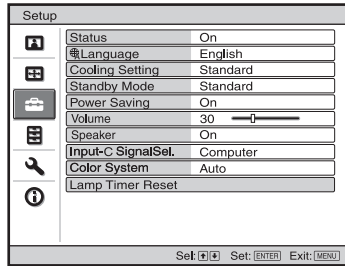 Setup
Status On
Language English
Cooling Setting Standard
Standby Mode Standard
Power Saving On
Volume 30
Speaker On
Input-C SignalSel. Computer
Color System Auto
Lamp Timer Reset
Sel: Set: ENTER Exit: MENU